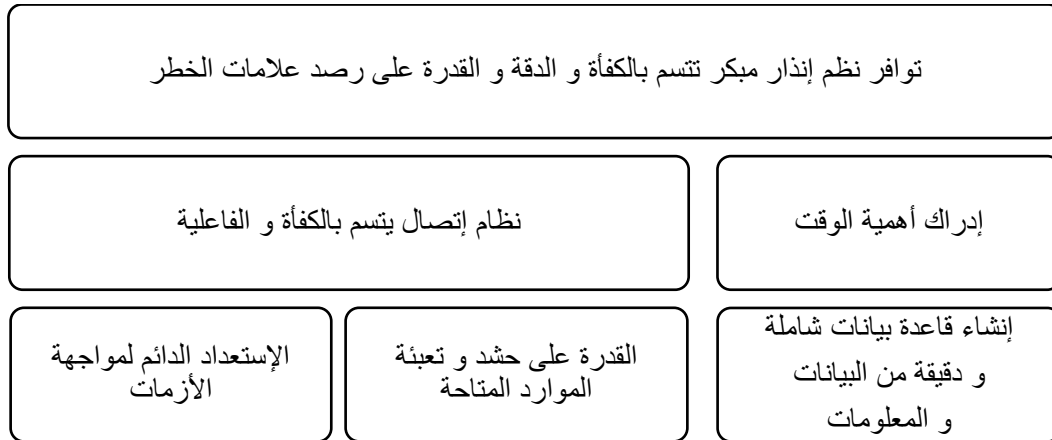 توافر نظم إنذار مبكر تتسم بالكفأة و الدقة و القدرة على رصد علامات الخطر
إدراك أهمية الوقت
نظام إتصال يتسم بالكفأة و الفاعلية
إنشاء قاعدة بيانات شاملة
و دقيقة من البيانات
و المعلومات
القدرة على حشد و تعبئة
الموارد المتاحة
الإستعداد الدائم لمواجهة
الأزمات